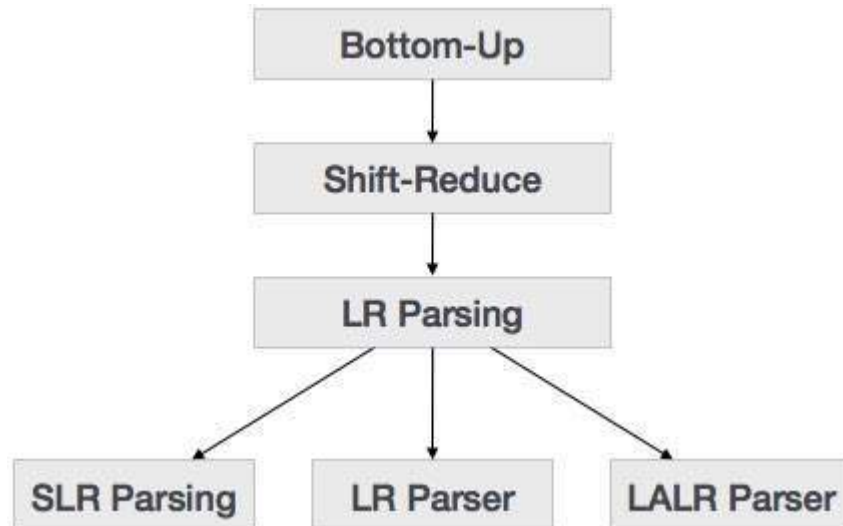 Bottom-Up
Shift-Reduce
LR Parsing
SLR Parsing
LR Parser
LALR Parser